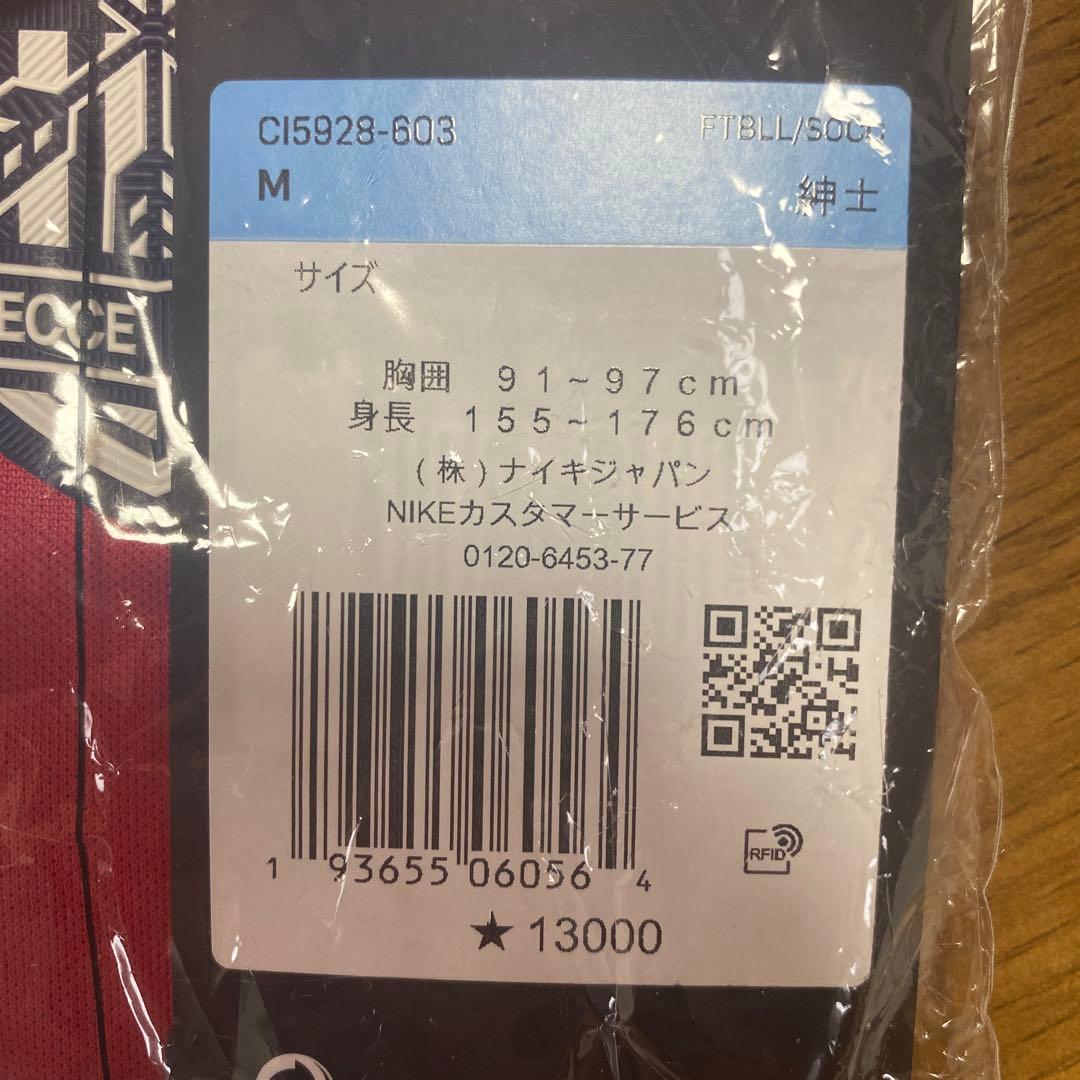 CI5928-603
FTBLL/SOCC
M
紳士
サイズ
ECCE
胸囲 91~97cm
身長 155~176cm
(株)ナイキジャパン
NIKEカスタマーサービス
0120-6453-77
1 93655 06056 4
RFID
★13000